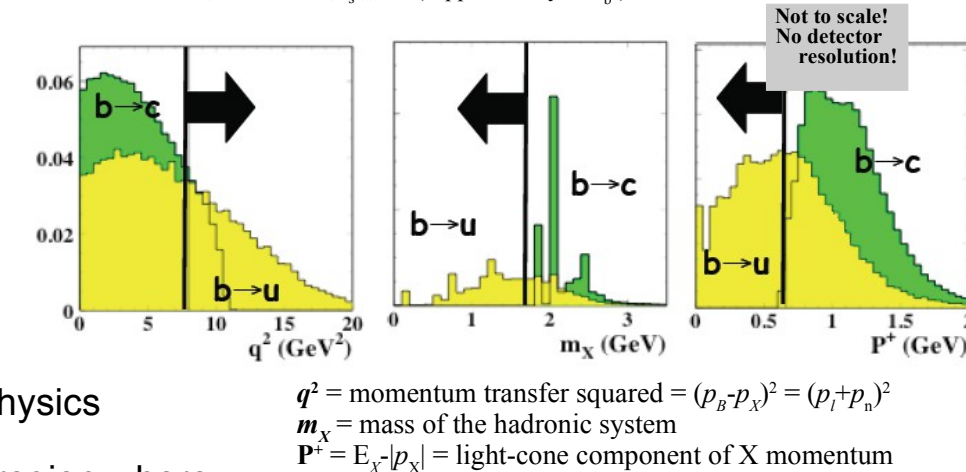 Not to scale!
No detector
resolution!
0.06
0.04
0.02
0
b→c
b→u
0 5 10 15 20
q² (GeV²)
b→u
b→c
0 1 2 3
m_X (GeV)
b→c
b→u
0 0.5 1 1.5
P⁺ (GeV)
hysics
q² = momentum transfer squared = (p_B-p_X)² = (p_l+p_n)²
m_X = mass of the hadronic system
P⁺ = E_X-|p_X| = light-cone component of X momentum